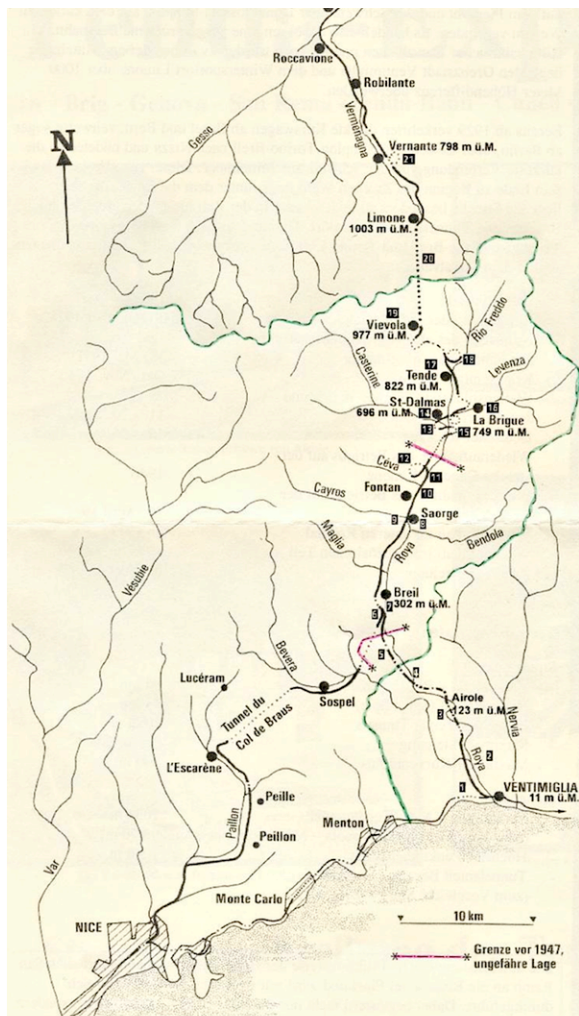 Roccavione
Robilante
Gesso
Vermenagna
N
Vernante 798 m ü.M.
21
Limone
1003 m ü.M.
20
19
Vievola
977 m ü.M.
Rio Freddo
Casterine
17
18
Levenza
Tende
822 m ü.M.
St-Dalmas
696 m ü.M.
14
16
La Brigue
749 m ü.M.
13
15
12
Céva
11
Fontan
10
Cayros
9
8
Saorge
Maglia
Roya
Bendola
Vésubie
Breil
302 m ü.M.
7
6
5
Bevera
4
Lucéram
Tunnel du
Col de Braus
Sospel
Airole
123 m ü.M.
3
Nervia
L'Escarène
Roya
2
Peille
1
VENTIMIGLIA
11 m ü.M.
Paillon
Peillon
Menton
Var
Monte Carlo
10 km
NICE
Grenze vor 1947,
ungefähre Lage